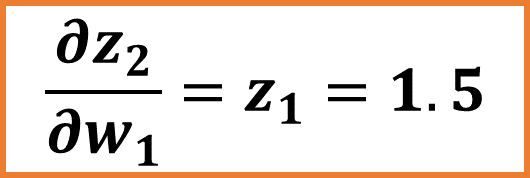 ∂z₂/∂w₁ = z₁ = 1.5